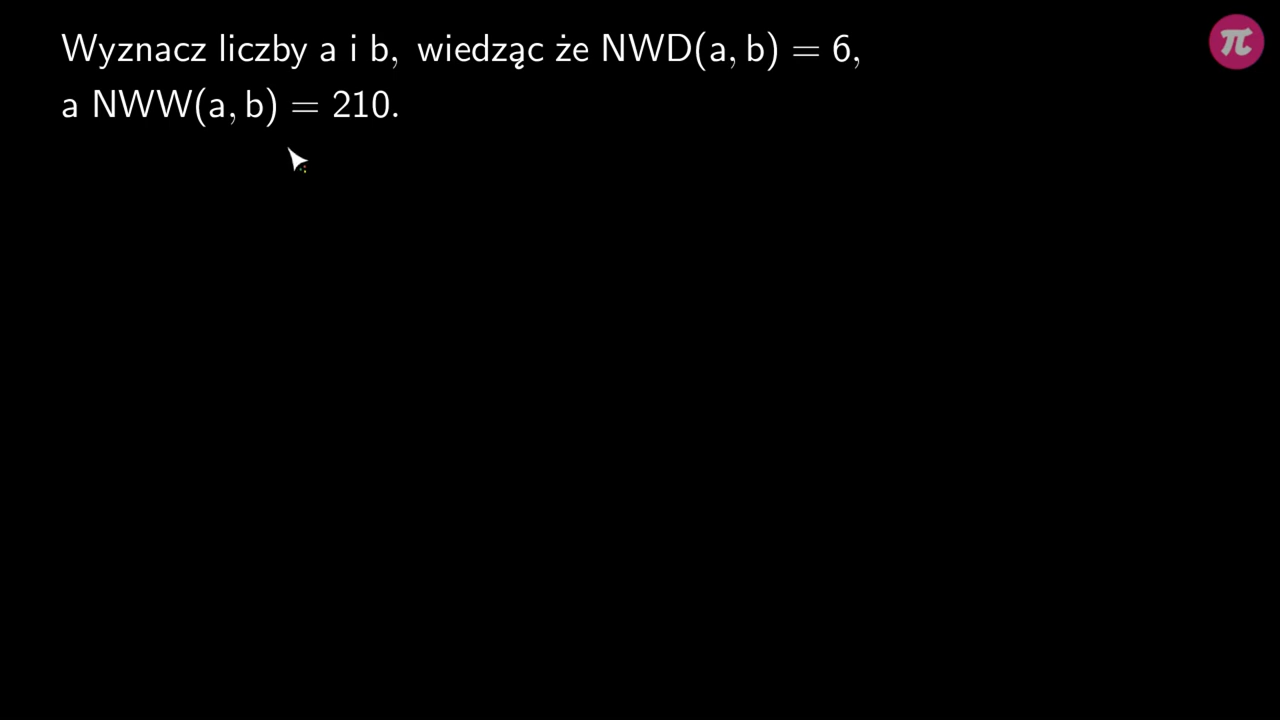 Wyznacz liczby a i b, wiedząc że NWD(a, b) = 6,
a NWW(a, b) = 210.
π